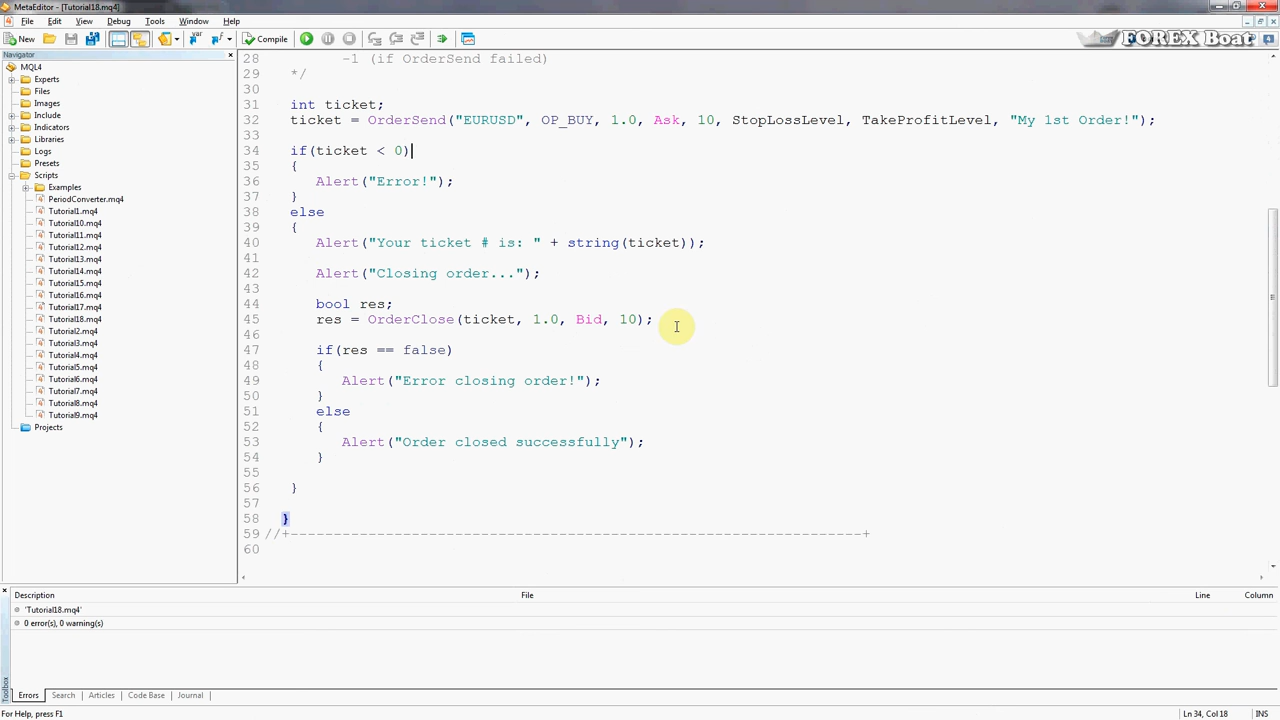 MetaEditor - [Tutorial18.mq4]
File Edit View Debug Tools Window Help
New Compile FOREX Boat
Navigator
MQL4
Experts
Files
Images
Include
Indicators
Libraries
Logs
Presets
Scripts
Examples
PeriodConverter.mq4
Tutorial1.mq4
Tutorial10.mq4
Tutorial11.mq4
Tutorial12.mq4
Tutorial13.mq4
Tutorial14.mq4
Tutorial15.mq4
Tutorial16.mq4
Tutorial17.mq4
Tutorial18.mq4
Tutorial2.mq4
Tutorial3.mq4
Tutorial4.mq4
Tutorial5.mq4
Tutorial6.mq4
Tutorial7.mq4
Tutorial8.mq4
Tutorial9.mq4
Projects
28 -1 (if OrderSend failed)
29 */
30
31 int ticket;
32 ticket = OrderSend("EURUSD", OP_BUY, 1.0, Ask, 10, StopLossLevel, TakeProfitLevel, "My 1st Order!");
33
34 if(ticket < 0)
35 {
36 Alert("Error!");
37 }
38 else
39 {
40 Alert("Your ticket # is: " + string(ticket));
41
42 Alert("Closing order...");
43
44 bool res;
45 res = OrderClose(ticket, 1.0, Bid, 10);
46
47 if(res == false)
48 {
49 Alert("Error closing order!");
50 }
51 else
52 {
53 Alert("Order closed successfully");
54 }
55
56 }
57
58 }
59 //+------------------------------------------------------------------+
60
Description File Line Column
'Tutorial18.mq4'
0 error(s), 0 warning(s)
Toolbox
Errors Search Articles Code Base Journal
For Help, press F1 Ln 34, Col 18 INS